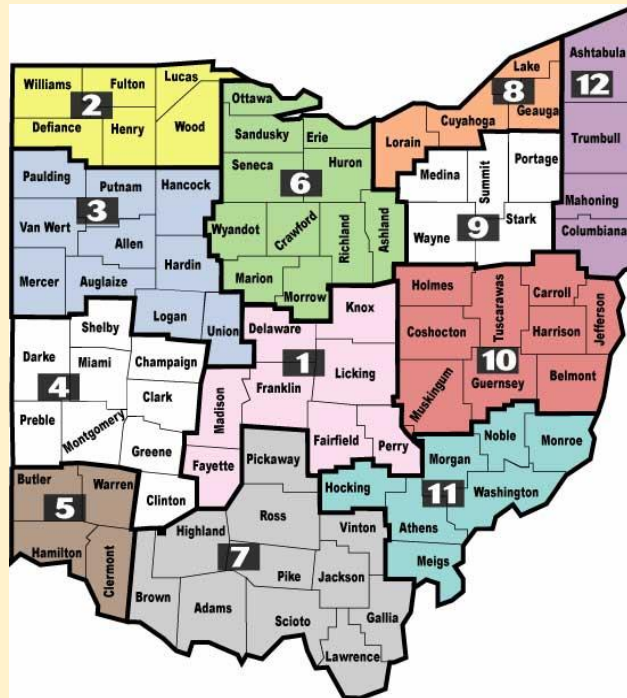 Williams
Fulton
Lucas
2
Defiance
Henry
Wood
Ottawa
Sandusky
Erie
Seneca
Huron
6
Wyandot
Crawford
Richland
Ashland
Marion
Morrow
Lake
8
Geauga
Cuyahoga
Lorain
Ashtabula
12
Trumbull
Mahoning
Columbiana
Medina
Summit
Portage
9
Stark
Wayne
Paulding
Putnam
Hancock
3
Van Wert
Allen
Hardin
Mercer
Auglaize
Logan
Union
Holmes
Tuscarawas
Carroll
Jefferson
Coshocton
Harrison
10
Muskingum
Guernsey
Belmont
Shelby
Darke
Miami
Champaign
4
Clark
Preble
Montgomery
Greene
Clinton
Delaware
Knox
1
Licking
Madison
Franklin
Fairfield
Perry
Fayette
Butler
Warren
5
Hamilton
Clermont
Pickaway
Ross
Highland
Vinton
7
Pike
Jackson
Brown
Adams
Scioto
Gallia
Lawrence
Noble
Monroe
Morgan
Hocking
11
Washington
Athens
Meigs